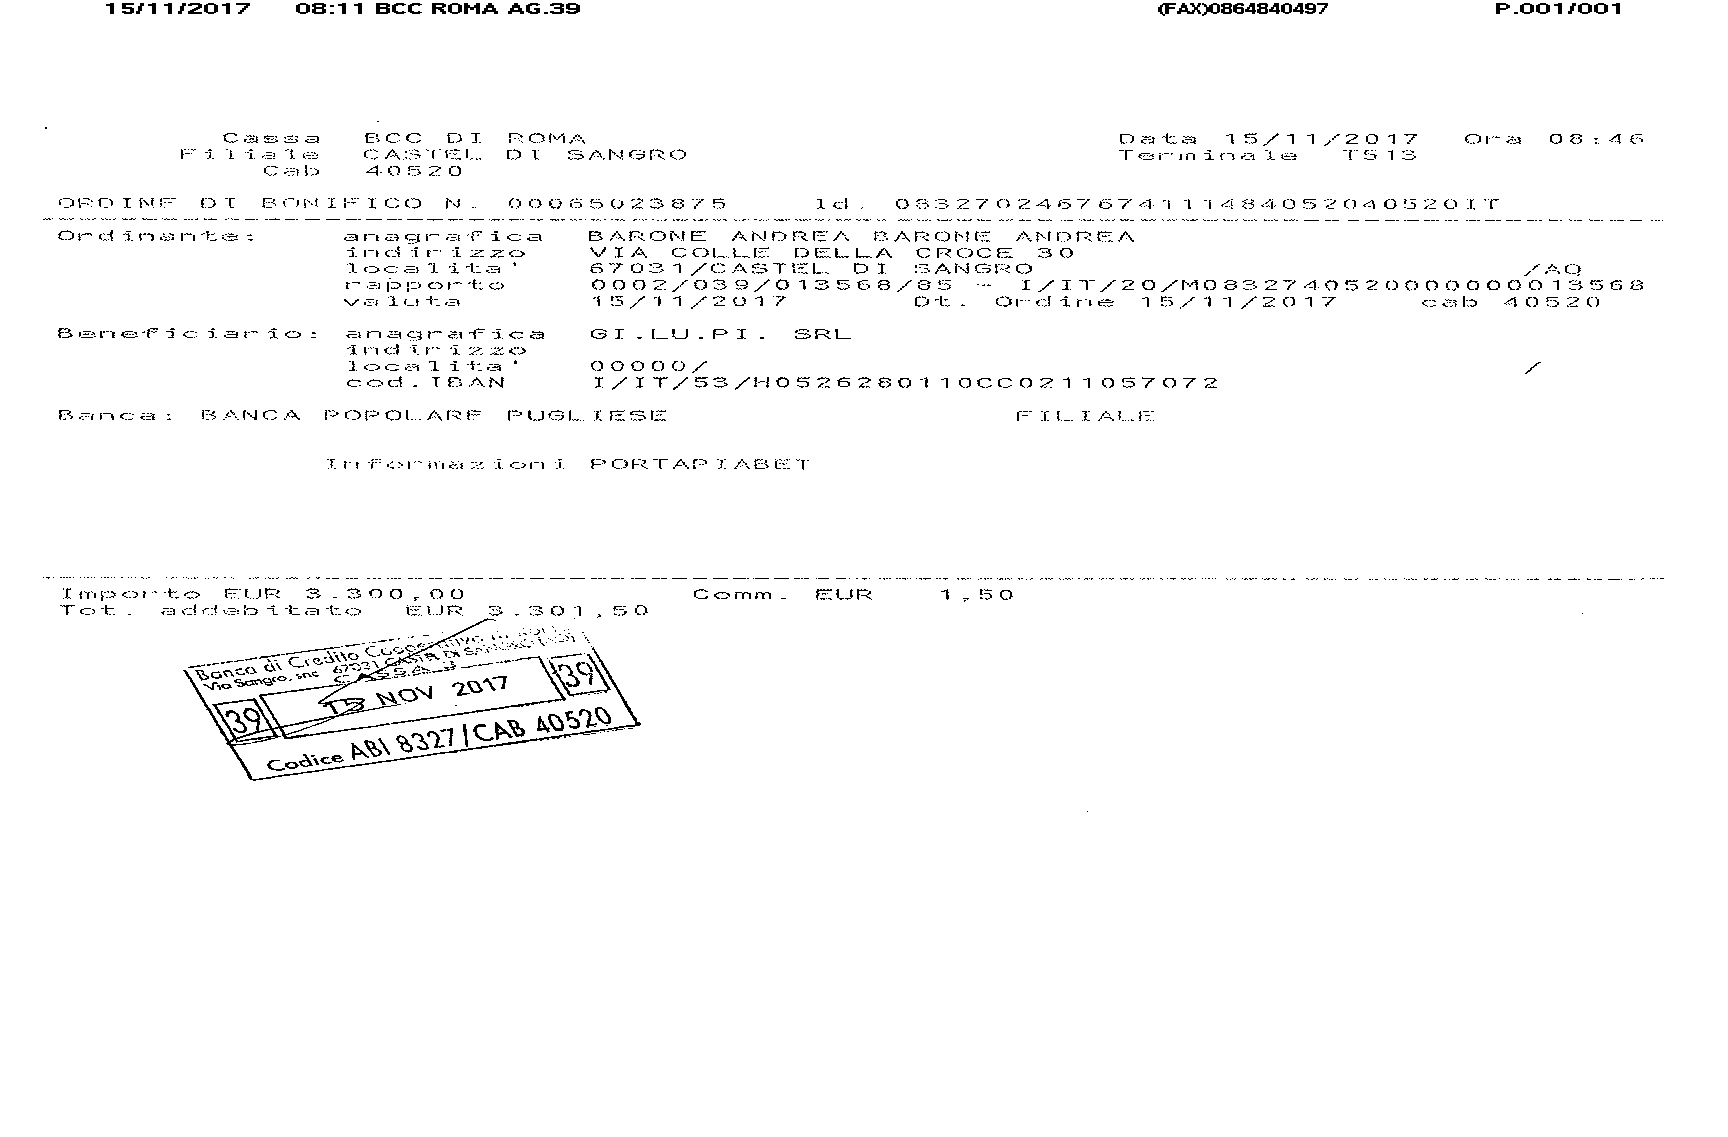 15/11/2017 08:11 BCC ROMA AG.39 (FAX)0864840497 P.001/001
Cassa BCC DI ROMA Data 15/11/2017 Ora 08:46
Filiale CASTEL DI SANGRO Terminale T513
Cab 40520
ORDINE DI BONIFICO N. 00065023875 Id. 0832702467674111484052040520IT
Ordinante: anagrafica BARONE ANDREA BARONE ANDREA
indirizzo VIA COLLE DELLA CROCE 30
localita' 67031/CASTEL DI SANGRO /AQ
rapporto 0002/039/013568/85 - I/IT/20/M0832740520000000013568
valuta 15/11/2017 Dt. Ordine 15/11/2017 cab 40520
Beneficiario: anagrafica GI.LU.PI. SRL
indirizzo
localita' 00000/ /
cod.IBAN I/IT/53/H0526280110CC0211057072
Banca: BANCA POPOLARE PUGLIESE FILIALE
Informazioni PORTAPIABET
Importo EUR 3.300,00 Comm. EUR 1,50
Tot. addebitato EUR 3.301,50
Banca di Credito Cooperativo di
Via Sangro, snc 67031 CASTEL DI SANGRO
CASSA 3
39 15 NOV 2017 39
Codice ABI 8327/CAB 40520